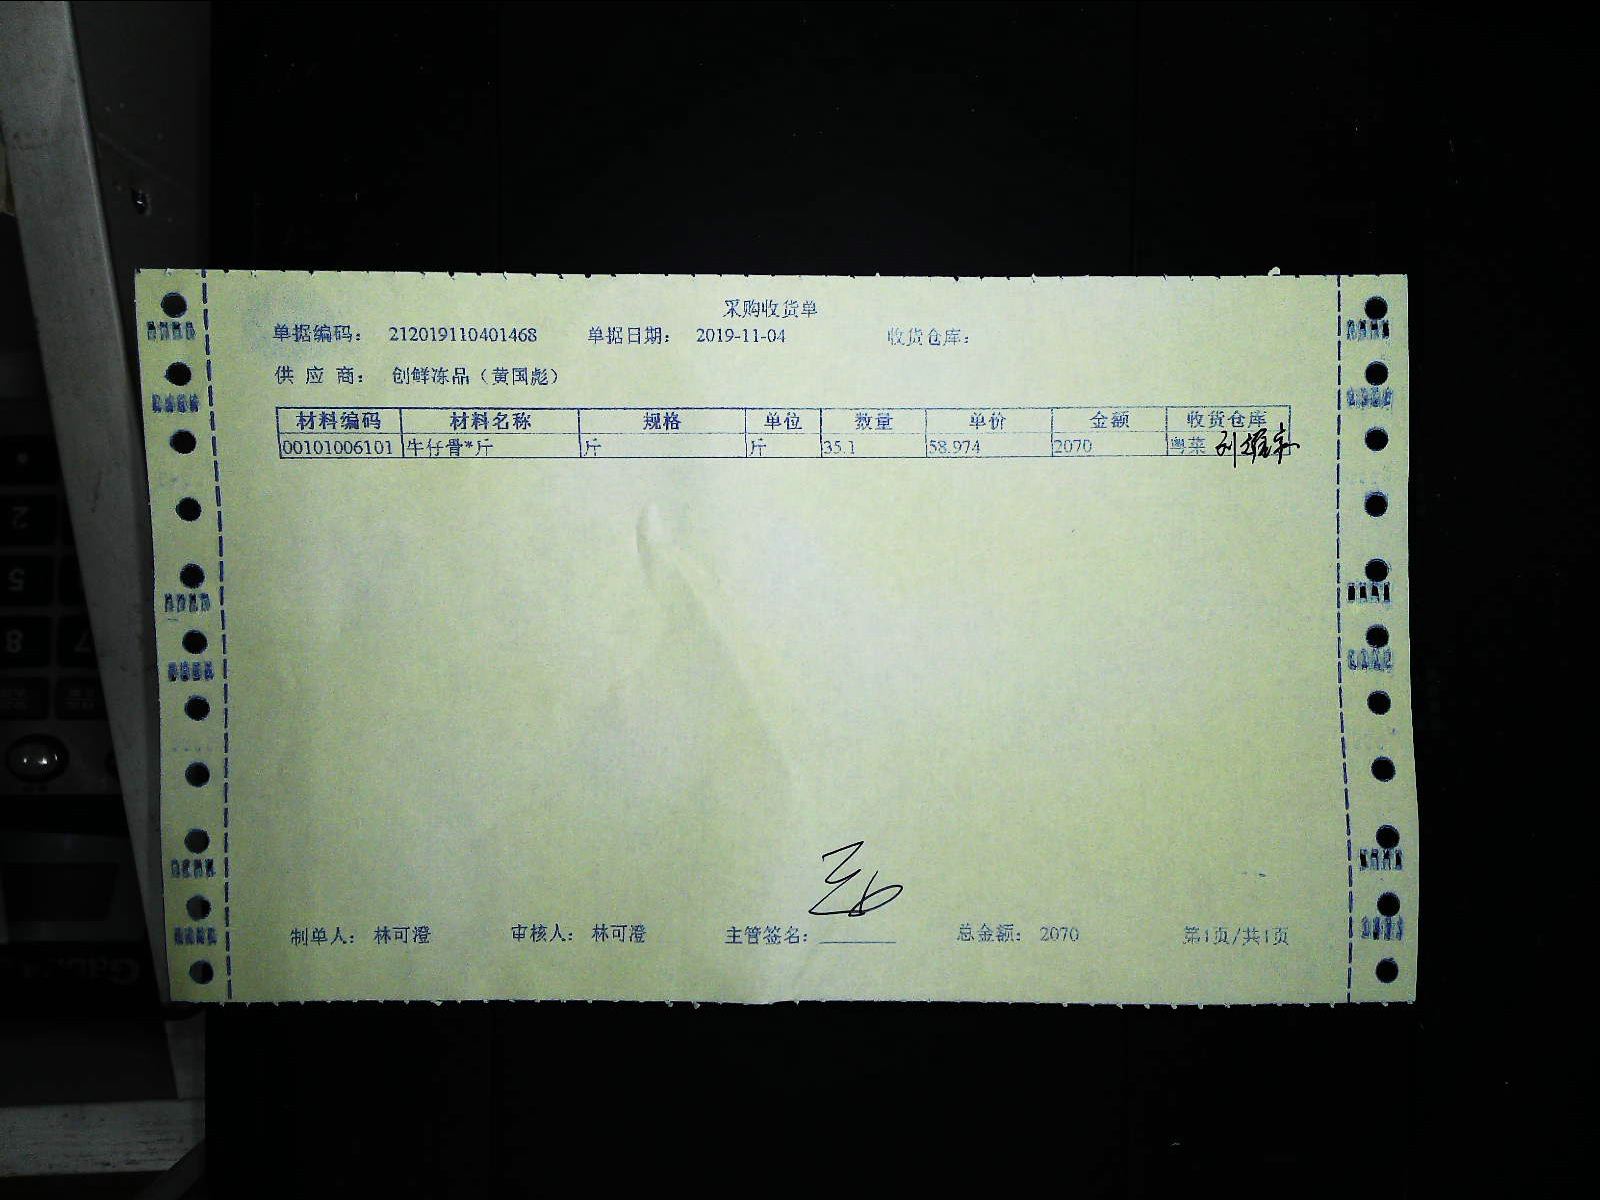 采购收货单
单据编码： 212019110401468 单据日期： 2019-11-04 收货仓库：
供 应 商： 创鲜冻品（黄国彪）
材料编码 材料名称 规格 单位 数量 单价 金额 收货仓库
00101006101 牛仔骨*斤 斤 斤 35.1 58.974 2070 粤菜
制单人： 林可澄 审核人： 林可澄 主管签名：________ 总金额： 2070 第1页/共1页